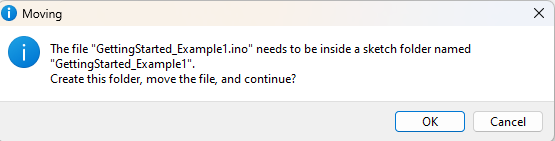 Moving
The file "GettingStarted_Example1.ino" needs to be inside a sketch folder named
"GettingStarted_Example1".
Create this folder, move the file, and continue?
OK
Cancel